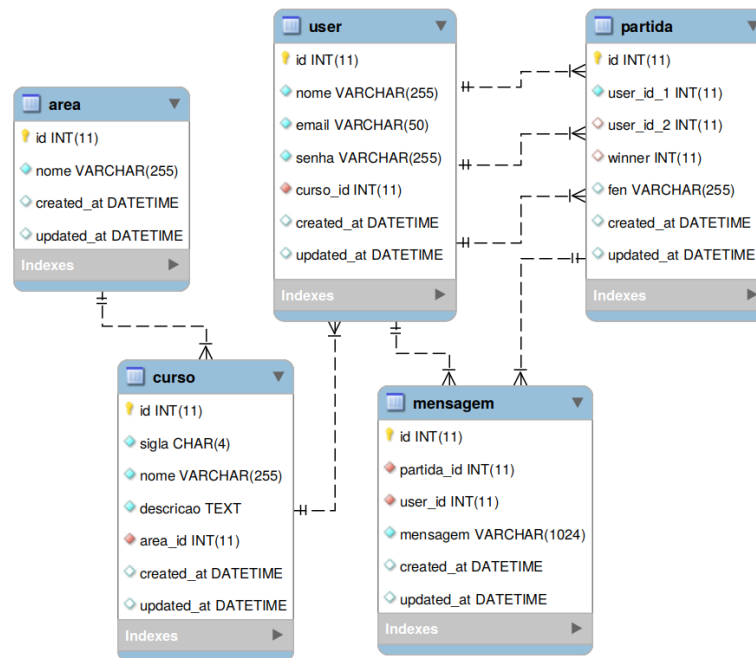 area
id INT(11)
nome VARCHAR(255)
created_at DATETIME
updated_at DATETIME
Indexes
user
id INT(11)
nome VARCHAR(255)
email VARCHAR(50)
senha VARCHAR(255)
curso_id INT(11)
created_at DATETIME
updated_at DATETIME
Indexes
partida
id INT(11)
user_id_1 INT(11)
user_id_2 INT(11)
winner INT(11)
fen VARCHAR(255)
created_at DATETIME
updated_at DATETIME
Indexes
curso
id INT(11)
sigla CHAR(4)
nome VARCHAR(255)
descricao TEXT
area_id INT(11)
created_at DATETIME
updated_at DATETIME
Indexes
mensagem
id INT(11)
partida_id INT(11)
user_id INT(11)
mensagem VARCHAR(1024)
created_at DATETIME
updated_at DATETIME
Indexes